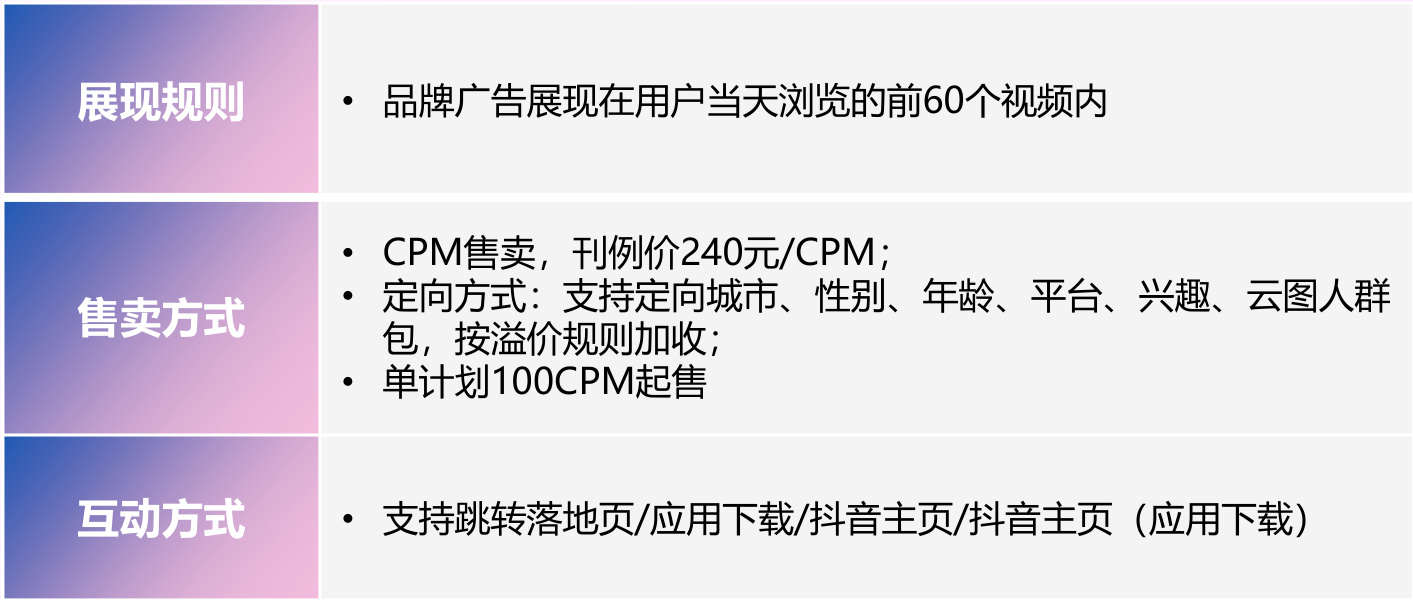 展现规则
• 品牌广告展现在用户当天浏览的前60个视频内
售卖方式
• CPM售卖，刊例价240元/CPM；
• 定向方式：支持定向城市、性别、年龄、平台、兴趣、云图人群
包，按溢价规则加收；
• 单计划100CPM起售
互动方式
• 支持跳转落地页/应用下载/抖音主页/抖音主页（应用下载）